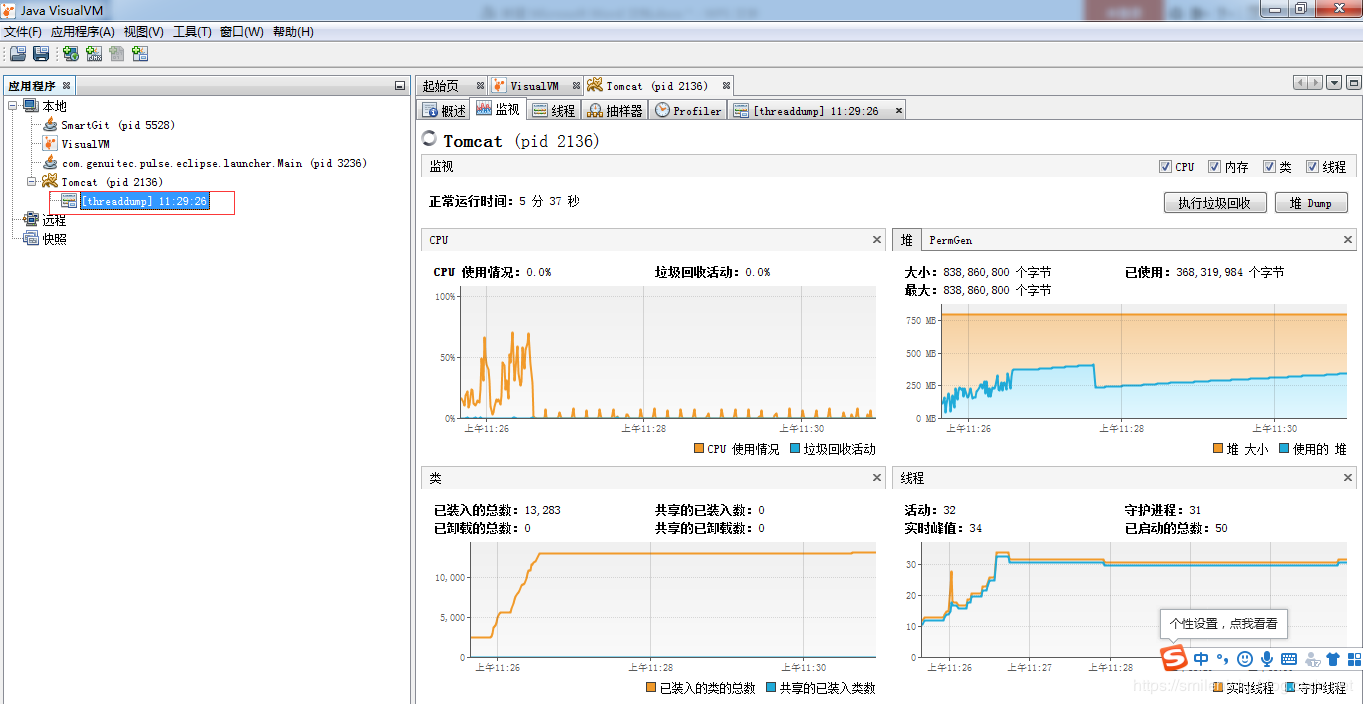 Java VisualVM
文件(F) 应用程序(A) 视图(V) 工具(T) 窗口(W) 帮助(H)
应用程序
本地
SmartGit (pid 5528)
VisualVM
com.genuitec.pulse.eclipse.launcher.Main (pid 3236)
Tomcat (pid 2136)
[threaddump] 11:29:26
远程
快照
起始页 VisualVM Tomcat (pid 2136)
概述 监视 线程 抽样器 Profiler [threaddump] 11:29:26
Tomcat (pid 2136)
监视 CPU 内存 类 线程
正常运行时间: 5 分 37 秒 执行垃圾回收 堆 Dump
CPU
CPU 使用情况: 0.0% 垃圾回收活动: 0.0%
100%
50%
0%
上午11:26 上午11:28 上午11:30
CPU 使用情况 垃圾回收活动
堆 PermGen
大小: 838,860,800 个字节 已使用: 368,319,984 个字节
最大: 838,860,800 个字节
750 MB
500 MB
250 MB
0 MB
上午11:26 上午11:28 上午11:30
堆 大小 使用的 堆
类
已装入的总数: 13,283 共享的已装入数: 0
已卸载的总数: 0 共享的已卸载数: 0
10,000
5,000
0
上午11:26 上午11:28 上午11:30
已装入的类的总数 共享的已装入类数
线程
活动: 32 守护进程: 31
实时峰值: 34 已启动的总数: 50
30
20
10
0
上午11:26 上午11:27 上午11:28
实时线程 守护线程
个性设置，点我看看
S 中